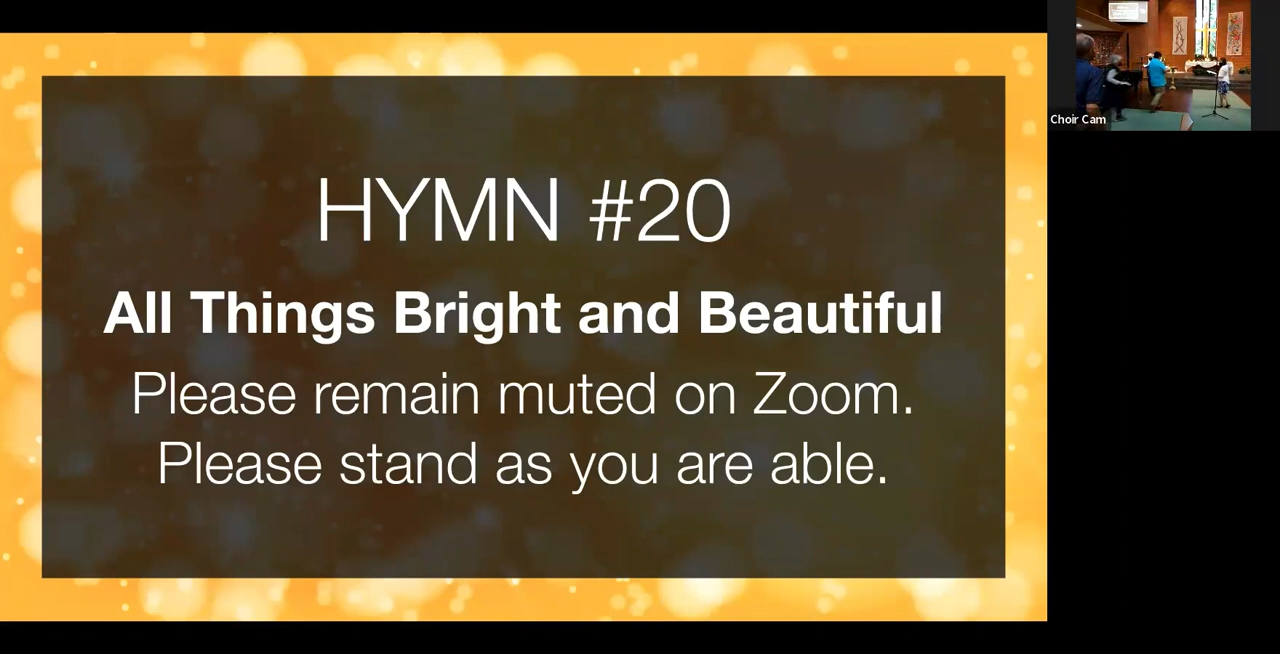 HYMN #20
All Things Bright and Beautiful
Please remain muted on Zoom.
Please stand as you are able.
Choir Cam